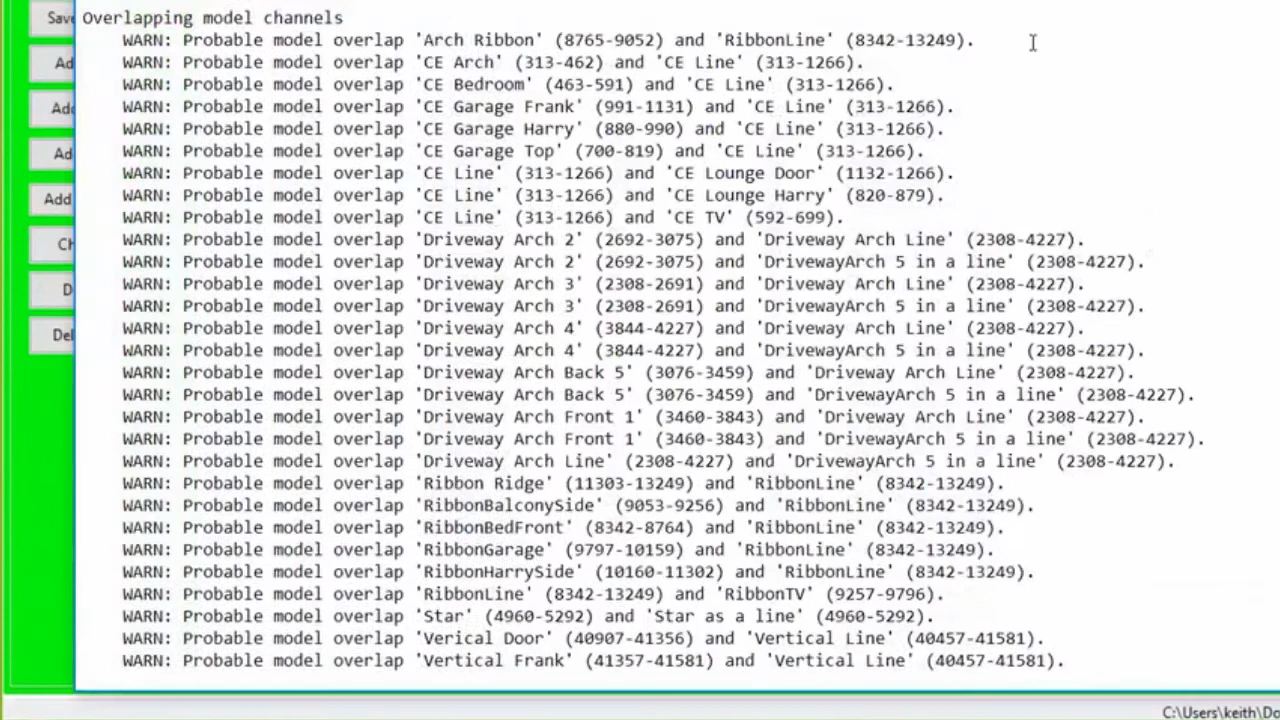 Save
Overlapping model channels
WARN: Probable model overlap 'Arch Ribbon' (8765-9052) and 'RibbonLine' (8342-13249).
WARN: Probable model overlap 'CE Arch' (313-462) and 'CE Line' (313-1266).
WARN: Probable model overlap 'CE Bedroom' (463-591) and 'CE Line' (313-1266).
WARN: Probable model overlap 'CE Garage Frank' (991-1131) and 'CE Line' (313-1266).
WARN: Probable model overlap 'CE Garage Harry' (880-990) and 'CE Line' (313-1266).
WARN: Probable model overlap 'CE Garage Top' (700-819) and 'CE Line' (313-1266).
WARN: Probable model overlap 'CE Line' (313-1266) and 'CE Lounge Door' (1132-1266).
WARN: Probable model overlap 'CE Line' (313-1266) and 'CE Lounge Harry' (820-879).
WARN: Probable model overlap 'CE Line' (313-1266) and 'CE TV' (592-699).
WARN: Probable model overlap 'Driveway Arch 2' (2692-3075) and 'Driveway Arch Line' (2308-4227).
WARN: Probable model overlap 'Driveway Arch 2' (2692-3075) and 'DrivewayArch 5 in a line' (2308-4227).
WARN: Probable model overlap 'Driveway Arch 3' (2308-2691) and 'Driveway Arch Line' (2308-4227).
WARN: Probable model overlap 'Driveway Arch 3' (2308-2691) and 'DrivewayArch 5 in a line' (2308-4227).
WARN: Probable model overlap 'Driveway Arch 4' (3844-4227) and 'Driveway Arch Line' (2308-4227).
WARN: Probable model overlap 'Driveway Arch 4' (3844-4227) and 'DrivewayArch 5 in a line' (2308-4227).
WARN: Probable model overlap 'Driveway Arch Back 5' (3076-3459) and 'Driveway Arch Line' (2308-4227).
WARN: Probable model overlap 'Driveway Arch Back 5' (3076-3459) and 'DrivewayArch 5 in a line' (2308-4227).
WARN: Probable model overlap 'Driveway Arch Front 1' (3460-3843) and 'Driveway Arch Line' (2308-4227).
WARN: Probable model overlap 'Driveway Arch Front 1' (3460-3843) and 'DrivewayArch 5 in a line' (2308-4227).
WARN: Probable model overlap 'Driveway Arch Line' (2308-4227) and 'DrivewayArch 5 in a line' (2308-4227).
WARN: Probable model overlap 'Ribbon Ridge' (11303-13249) and 'RibbonLine' (8342-13249).
WARN: Probable model overlap 'RibbonBalconySide' (9053-9256) and 'RibbonLine' (8342-13249).
WARN: Probable model overlap 'RibbonBedFront' (8342-8764) and 'RibbonLine' (8342-13249).
WARN: Probable model overlap 'RibbonGarage' (9797-10159) and 'RibbonLine' (8342-13249).
WARN: Probable model overlap 'RibbonHarrySide' (10160-11302) and 'RibbonLine' (8342-13249).
WARN: Probable model overlap 'RibbonLine' (8342-13249) and 'RibbonTV' (9257-9796).
WARN: Probable model overlap 'Star' (4960-5292) and 'Star as a line' (4960-5292).
WARN: Probable model overlap 'Verical Door' (40907-41356) and 'Vertical Line' (40457-41581).
WARN: Probable model overlap 'Vertical Frank' (41357-41581) and 'Vertical Line' (40457-41581).
Add
C:\Users\keith\Do